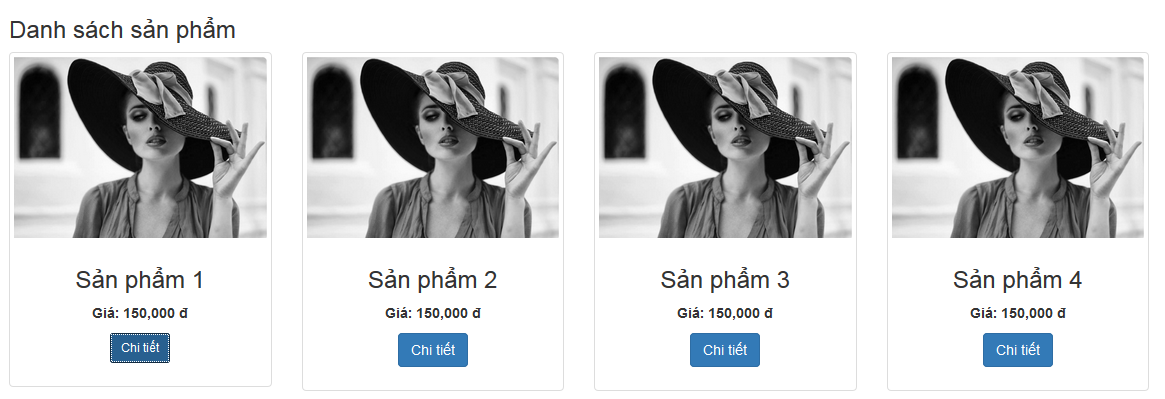 Danh sách sản phẩm
Sản phẩm 1
Giá: 150,000 đ
Chi tiết
Sản phẩm 2
Giá: 150,000 đ
Chi tiết
Sản phẩm 3
Giá: 150,000 đ
Chi tiết
Sản phẩm 4
Giá: 150,000 đ
Chi tiết